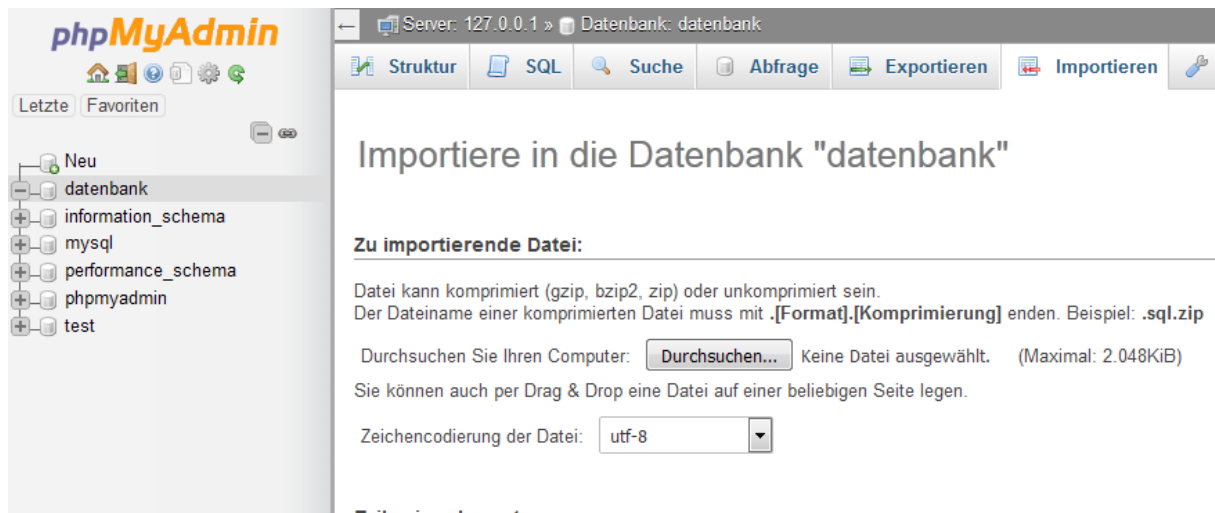 phpMyAdmin
Letzte Favoriten
Neu
datenbank
information_schema
mysql
performance_schema
phpmyadmin
test
Server: 127.0.0.1 » Datenbank: datenbank
Struktur SQL Suche Abfrage Exportieren Importieren
Importiere in die Datenbank "datenbank"
Zu importierende Datei:
Datei kann komprimiert (gzip, bzip2, zip) oder unkomprimiert sein.
Der Dateiname einer komprimierten Datei muss mit .[Format].[Komprimierung] enden. Beispiel: .sql.zip
Durchsuchen Sie Ihren Computer: Durchsuchen... Keine Datei ausgewählt. (Maximal: 2.048KiB)
Sie können auch per Drag & Drop eine Datei auf einer beliebigen Seite legen.
Zeichencodierung der Datei: utf-8